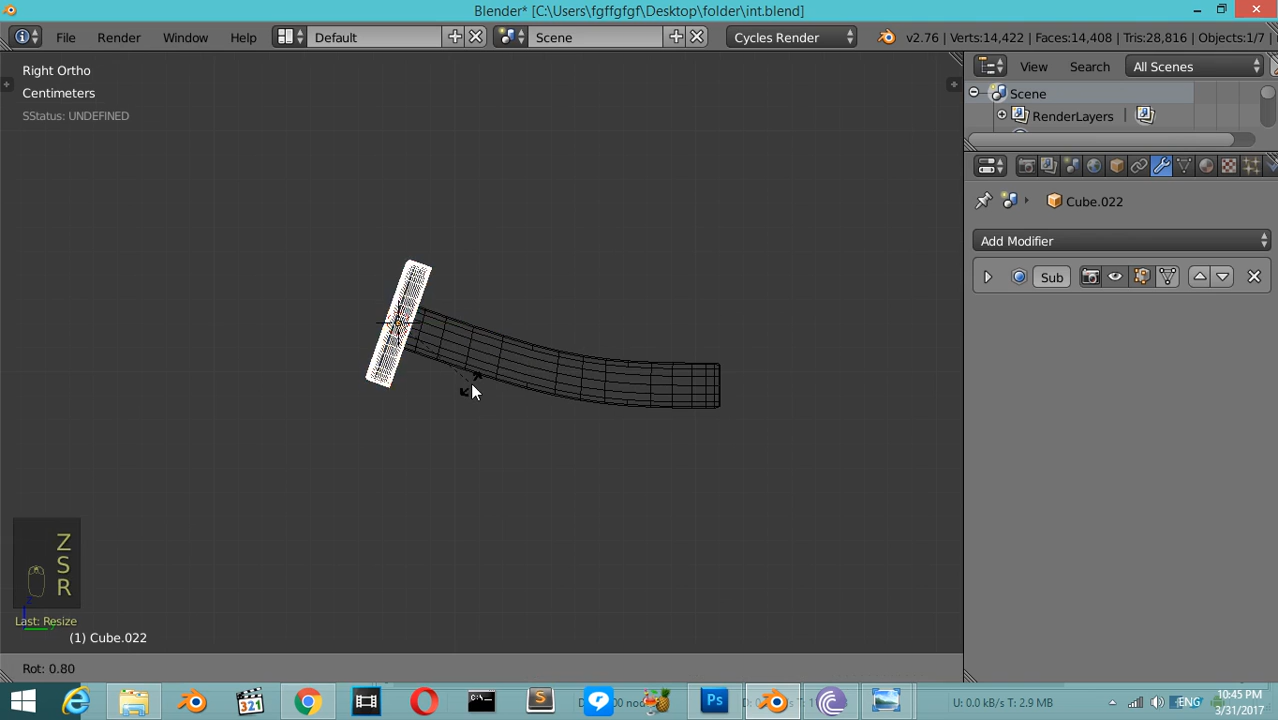 Blender* [C:\Users\fgffgfgf\Desktop\folder\int.blend]
File Render Window Help Default Scene Cycles Render v2.76 | Verts:14,422 | Faces:14,408 | Tris:28,816 | Objects:1/7 |
Right Ortho
Centimeters
SStatus: UNDEFINED
View Search All Scenes
Scene
RenderLayers
Cube.022
Add Modifier
Sub
Z
S
R
Last: Resize
(1) Cube.022
Rot: 0.80
U: 0.0 kB/s T: 2.9 MB
ENG
10:45 PM
3/31/2017